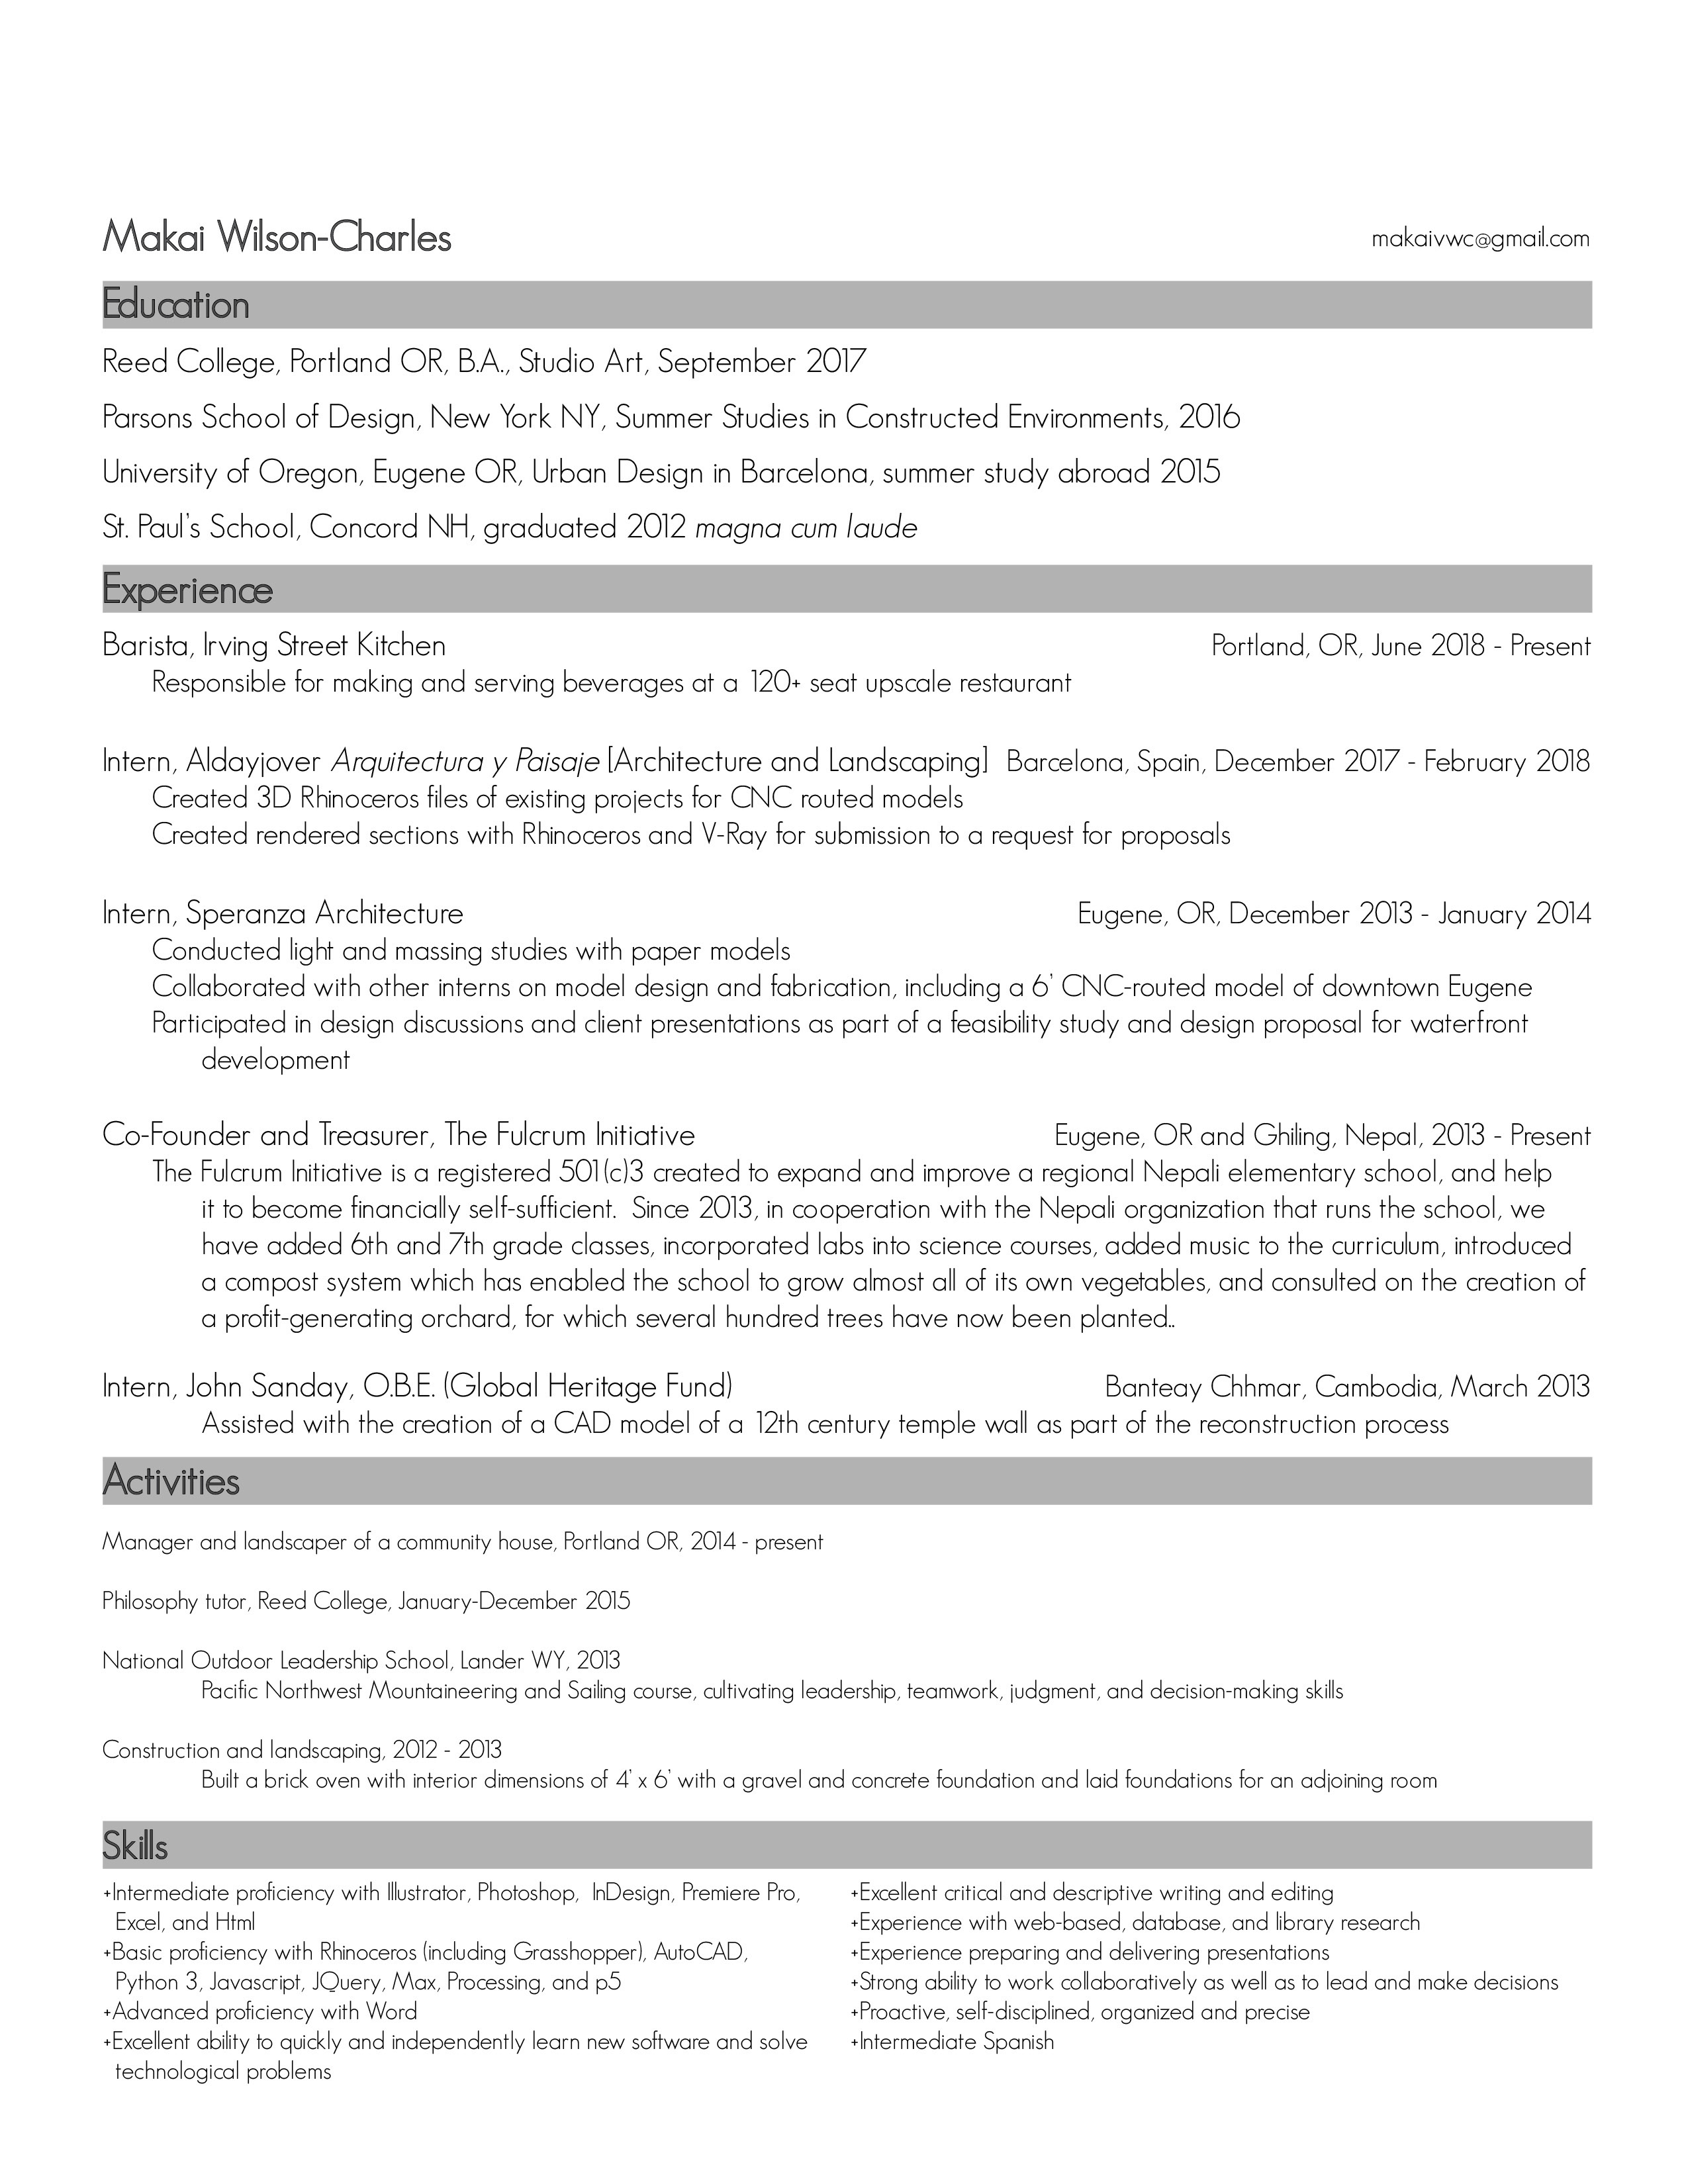 Makai Wilson-Charles makaivwc@gmail.com
Education
Reed College, Portland OR, B.A., Studio Art, September 2017
Parsons School of Design, New York NY, Summer Studies in Constructed Environments, 2016
University of Oregon, Eugene OR, Urban Design in Barcelona, summer study abroad 2015
St. Paul's School, Concord NH, graduated 2012 magna cum laude
Experience
Barista, Irving Street Kitchen Portland, OR, June 2018 - Present
Responsible for making and serving beverages at a 120+ seat upscale restaurant
Intern, Aldayjover Arquitectura y Paisaje [Architecture and Landscaping] Barcelona, Spain, December 2017 - February 2018
Created 3D Rhinoceros files of existing projects for CNC routed models
Created rendered sections with Rhinoceros and V-Ray for submission to a request for proposals
Intern, Speranza Architecture Eugene, OR, December 2013 - January 2014
Conducted light and massing studies with paper models
Collaborated with other interns on model design and fabrication, including a 6' CNC-routed model of downtown Eugene
Participated in design discussions and client presentations as part of a feasibility study and design proposal for waterfront
development
Co-Founder and Treasurer, The Fulcrum Initiative Eugene, OR and Ghiling, Nepal, 2013 - Present
The Fulcrum Initiative is a registered 501(c)3 created to expand and improve a regional Nepali elementary school, and help
it to become financially self-sufficient. Since 2013, in cooperation with the Nepali organization that runs the school, we
have added 6th and 7th grade classes, incorporated labs into science courses, added music to the curriculum, introduced
a compost system which has enabled the school to grow almost all of its own vegetables, and consulted on the creation of
a profit-generating orchard, for which several hundred trees have now been planted..
Intern, John Sanday, O.B.E. (Global Heritage Fund) Banteay Chhmar, Cambodia, March 2013
Assisted with the creation of a CAD model of a 12th century temple wall as part of the reconstruction process
Activities
Manager and landscaper of a community house, Portland OR, 2014 - present
Philosophy tutor, Reed College, January-December 2015
National Outdoor Leadership School, Lander WY, 2013
Pacific Northwest Mountaineering and Sailing course, cultivating leadership, teamwork, judgment, and decision-making skills
Construction and landscaping, 2012 - 2013
Built a brick oven with interior dimensions of 4' x 6' with a gravel and concrete foundation and laid foundations for an adjoining room
Skills
+Intermediate proficiency with Illustrator, Photoshop, InDesign, Premiere Pro,
Excel, and Html
+Basic proficiency with Rhinoceros (including Grasshopper), AutoCAD,
Python 3, Javascript, JQuery, Max, Processing, and p5
+Advanced proficiency with Word
+Excellent ability to quickly and independently learn new software and solve
technological problems
+Excellent critical and descriptive writing and editing
+Experience with web-based, database, and library research
+Experience preparing and delivering presentations
+Strong ability to work collaboratively as well as to lead and make decisions
+Proactive, self-disciplined, organized and precise
+Intermediate Spanish